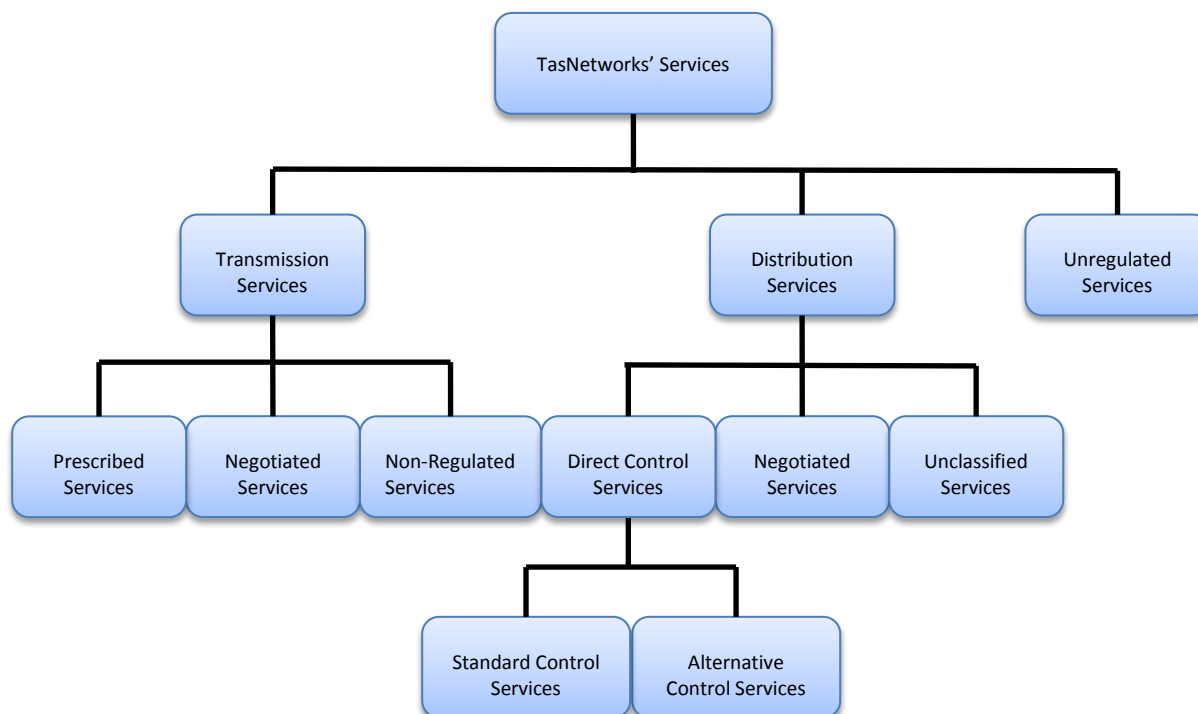 TasNetworks’ Services
Transmission
Services
Distribution
Services
Unregulated
Services
Prescribed
Services
Negotiated
Services
Non-Regulated
Services
Direct Control
Services
Negotiated
Services
Unclassified
Services
Standard Control
Services
Alternative
Control Services